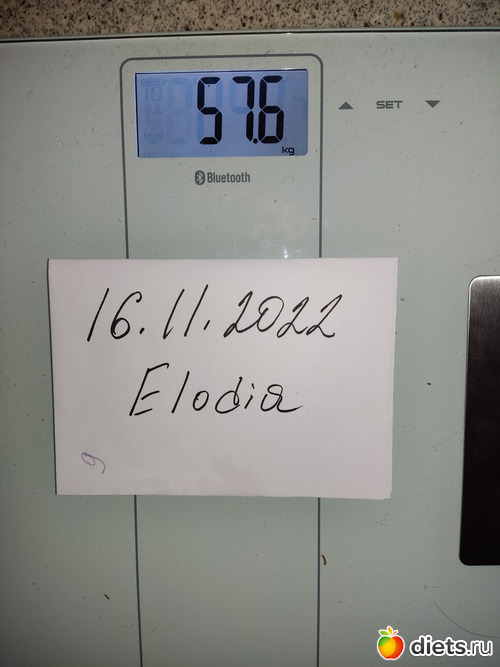 57.6
kg
SET
Bluetooth
16.11.2022
Elodia
9
diets.ru